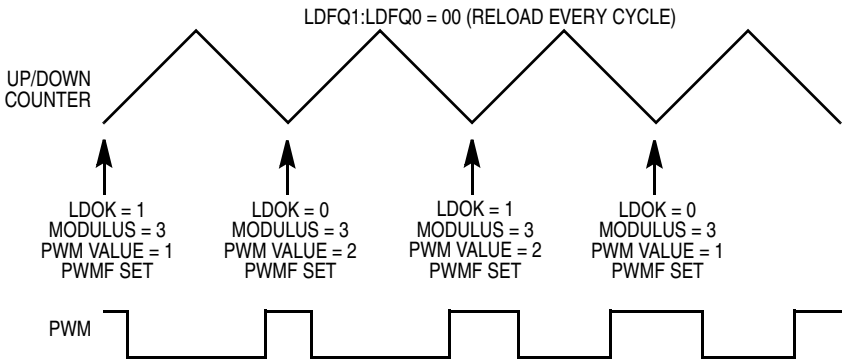 LDFQ1:LDFQ0 = 00 (RELOAD EVERY CYCLE)
UP/DOWN
COUNTER
LDOK = 1
MODULUS = 3
PWM VALUE = 1
PWMF SET
LDOK = 0
MODULUS = 3
PWM VALUE = 2
PWMF SET
LDOK = 1
MODULUS = 3
PWM VALUE = 2
PWMF SET
LDOK = 0
MODULUS = 3
PWM VALUE = 1
PWMF SET
PWM